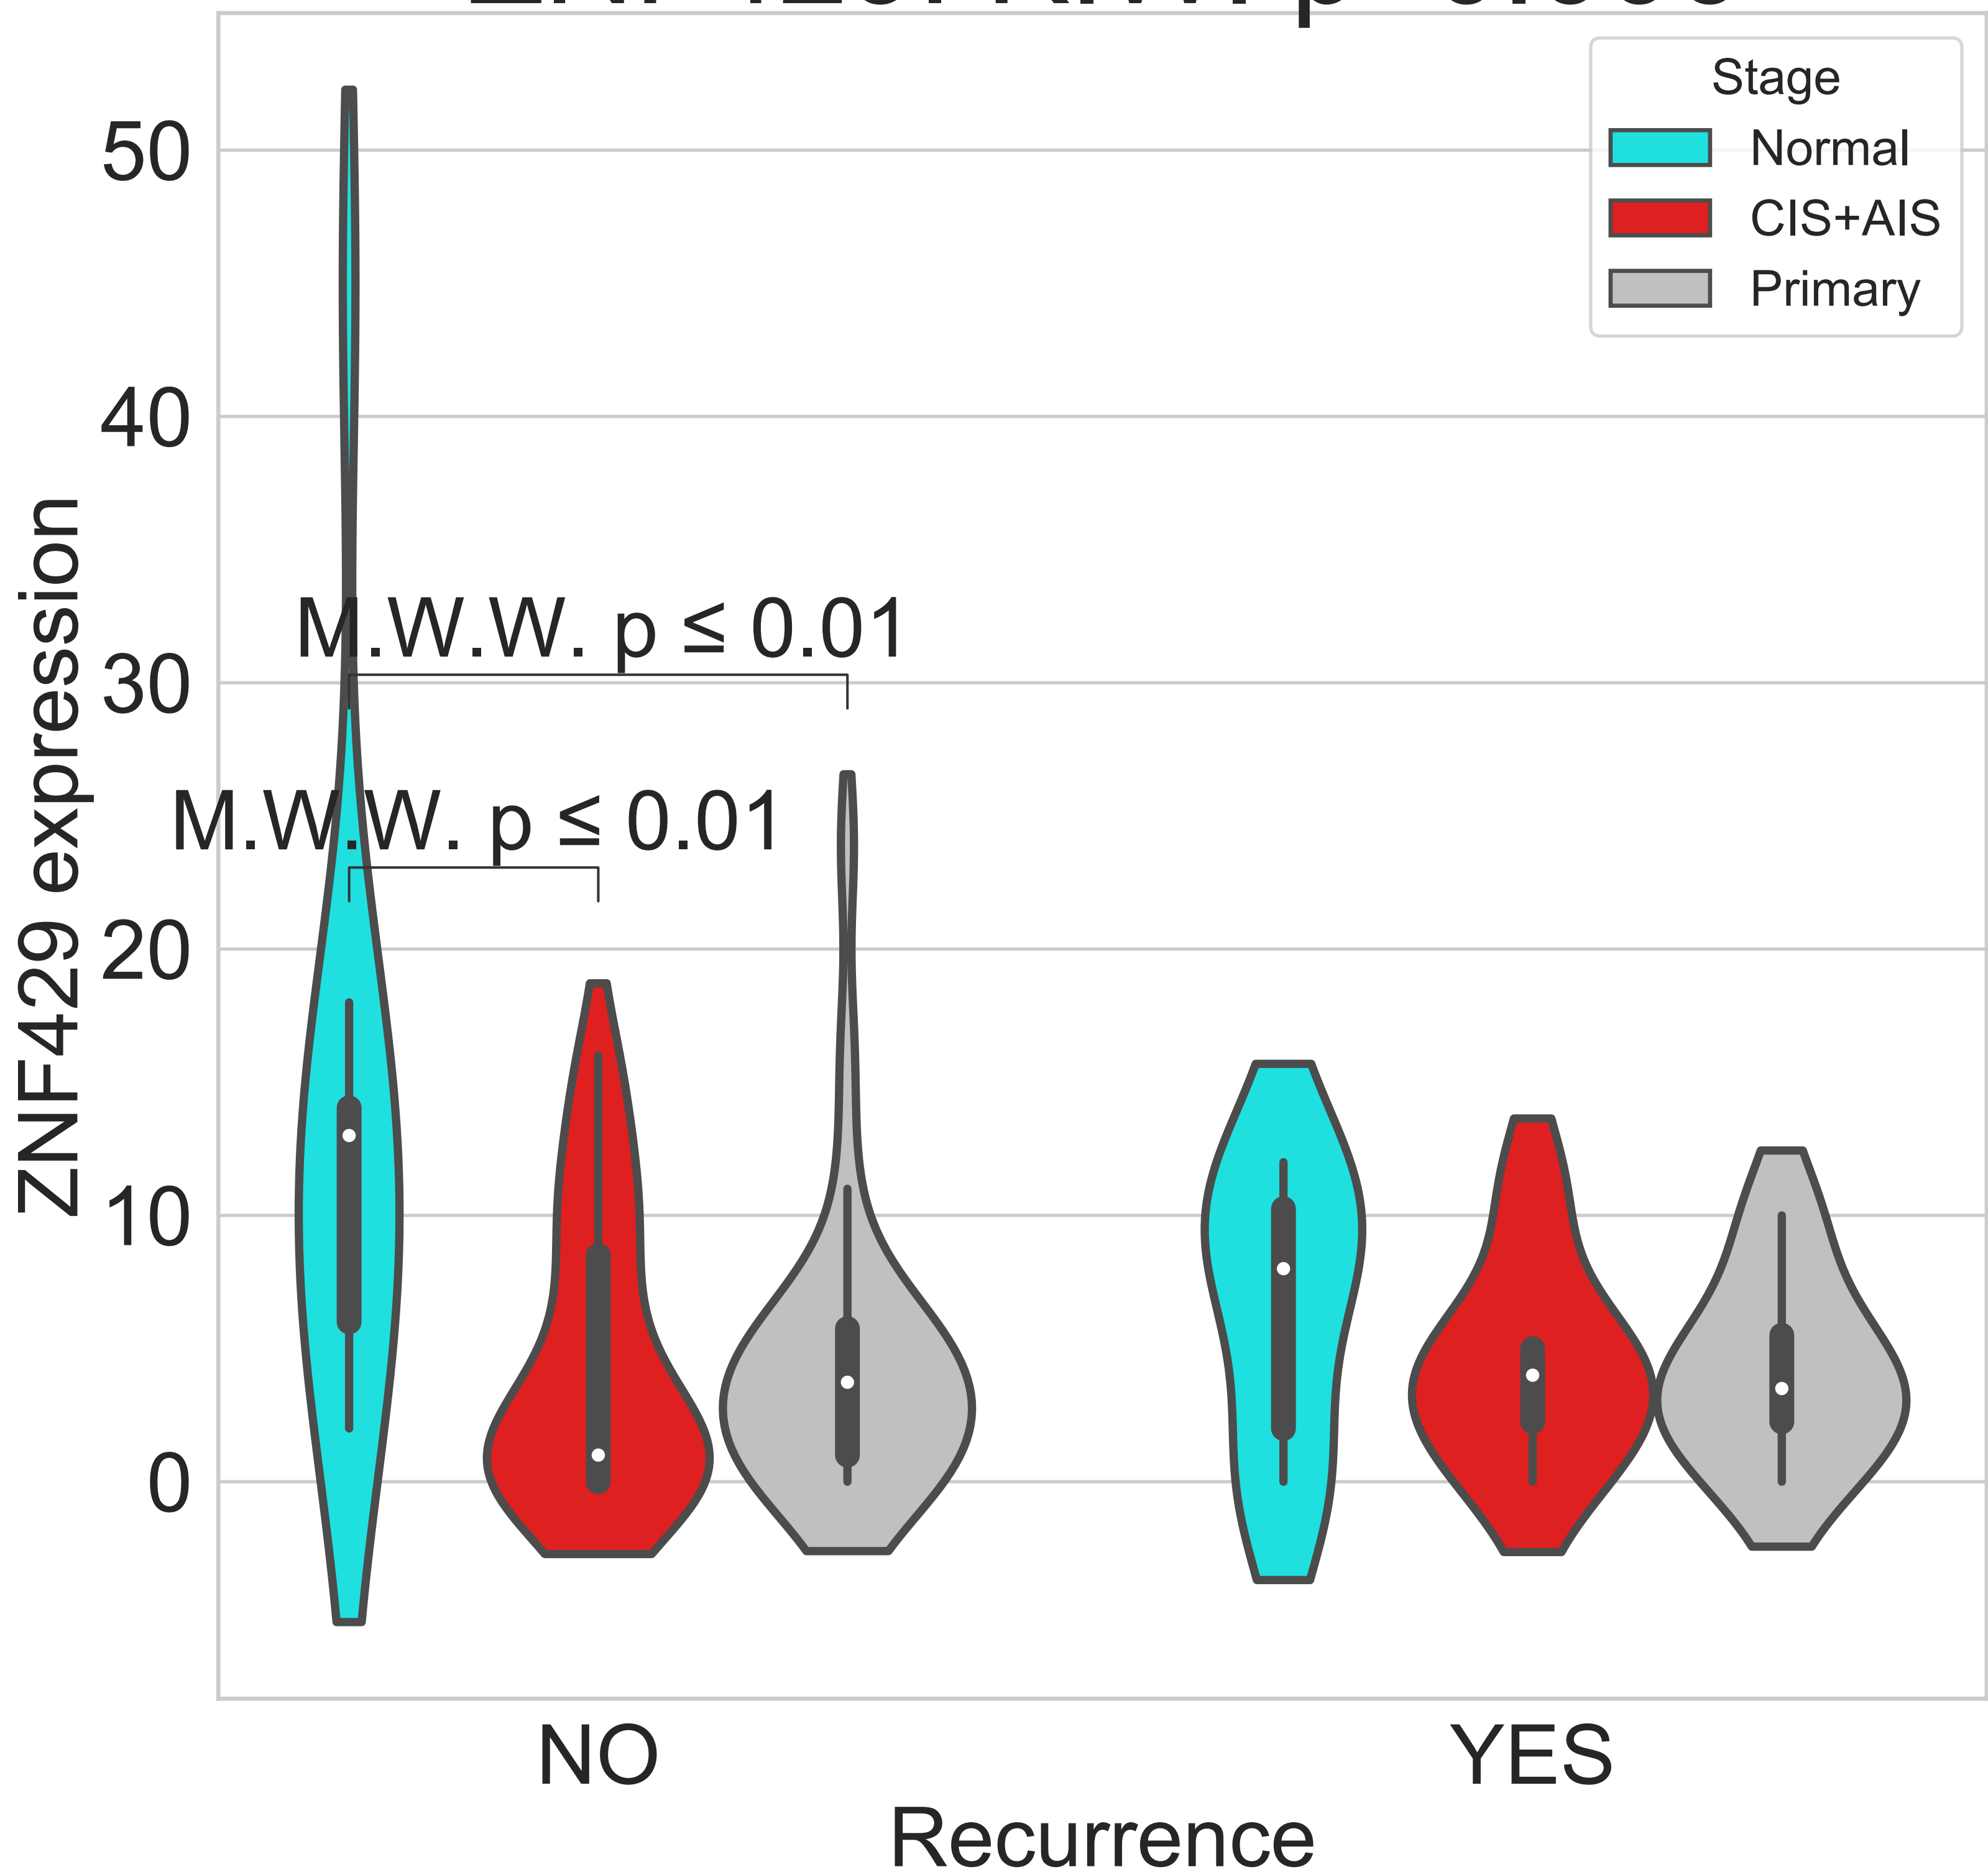 Stage
Normal
CIS+AIS
Primary
50
40
30
20
10
0
ZNF429 expression
M.W.W. p ≤ 0.01
M.W.W. p ≤ 0.01
NO
YES
Recurrence